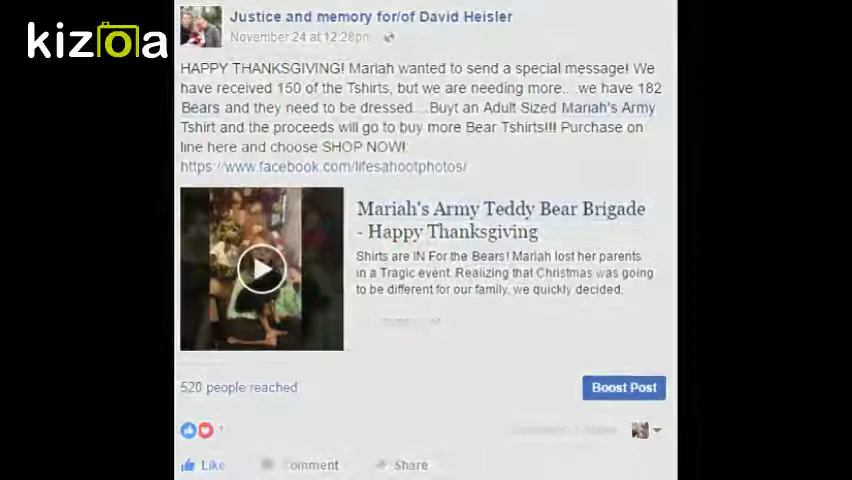 kizoa
Justice and memory for/of David Heisler
November 24 at 12:28pm
HAPPY THANKSGIVING! Mariah wanted to send a special message! We
have received 150 of the Tshirts, but we are needing more....we have 182
Bears and they need to be dressed....Buyt an Adult Sized Mariah's Army
Tshirt and the proceeds will go to buy more Bear Tshirts!!! Purchase on
line here and choose SHOP NOW!
https://www.facebook.com/lifesahootphotos/
Mariah's Army Teddy Bear Brigade
- Happy Thanksgiving
Shirts are IN For the Bears! Mariah lost her parents
in a Tragic event. Realizing that Christmas was going
to be different for our family, we quickly decided.
520 people reached
Boost Post
1
Comment 1 Share
Like Comment Share